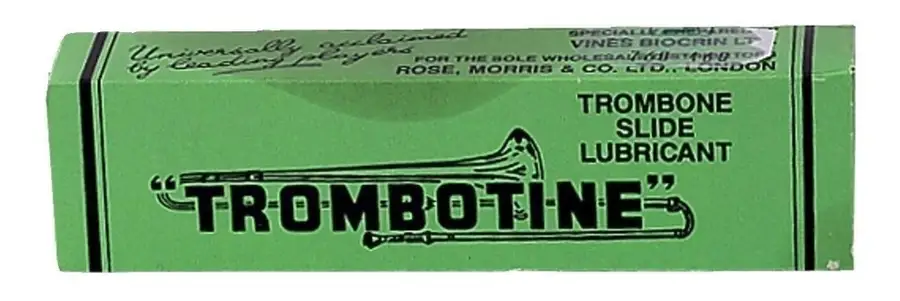 Universally acclaimed
by leading players
SPECIALLY PREPARED
VINES BIOCRIN LT
FOR THE SOLE WHOLESALE DISTRIBUTORS
ROSE, MORRIS & CO. LTD., LONDON
TROMBONE
SLIDE
LUBRICANT
"TROMBOTINE"